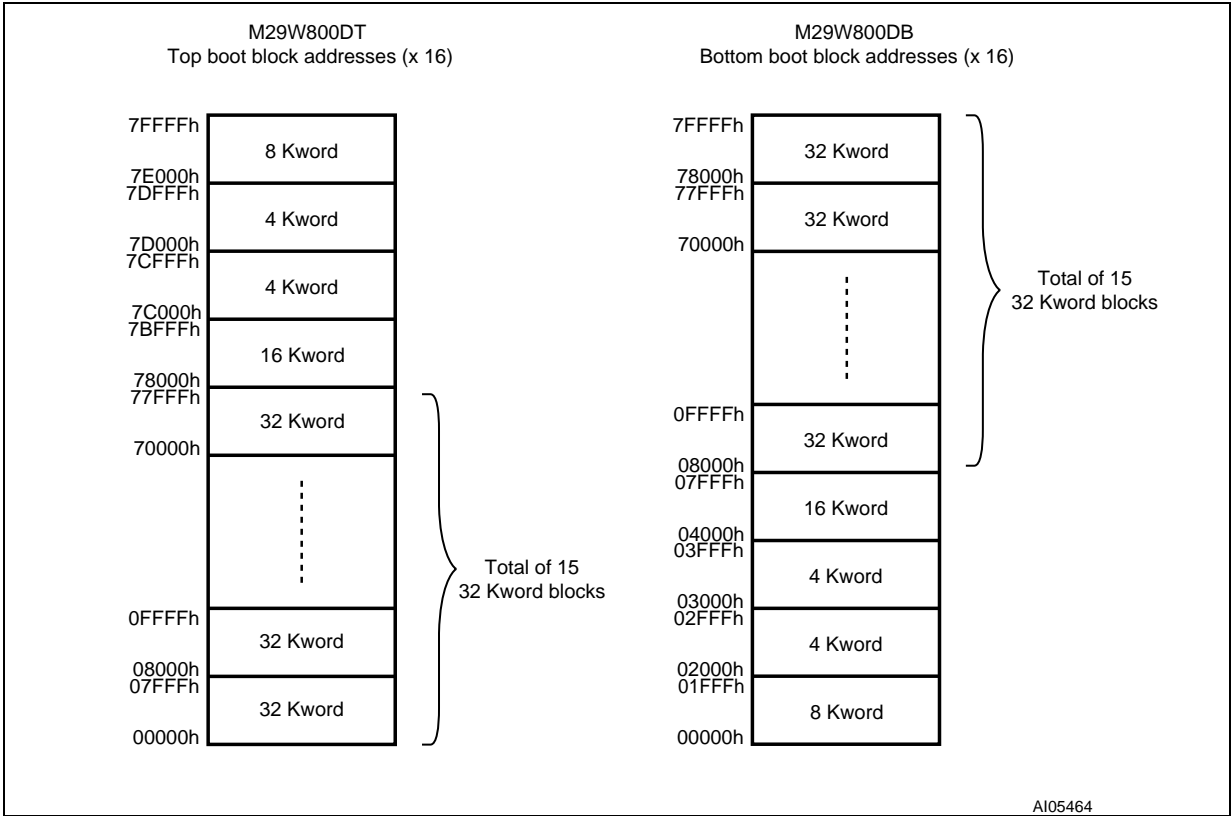 M29W800DT
Top boot block addresses (x 16)
7FFFFh
8 Kword
7E000h
7DFFFh
4 Kword
7D000h
7CFFFh
4 Kword
7C000h
7BFFFh
16 Kword
78000h
77FFFh
32 Kword
70000h
Total of 15
32 Kword blocks
0FFFFh
32 Kword
08000h
07FFFh
32 Kword
00000h
M29W800DB
Bottom boot block addresses (x 16)
7FFFFh
32 Kword
78000h
77FFFh
32 Kword
70000h
Total of 15
32 Kword blocks
0FFFFh
32 Kword
08000h
07FFFh
16 Kword
04000h
03FFFh
4 Kword
03000h
02FFFh
4 Kword
02000h
01FFFh
8 Kword
00000h
AI05464